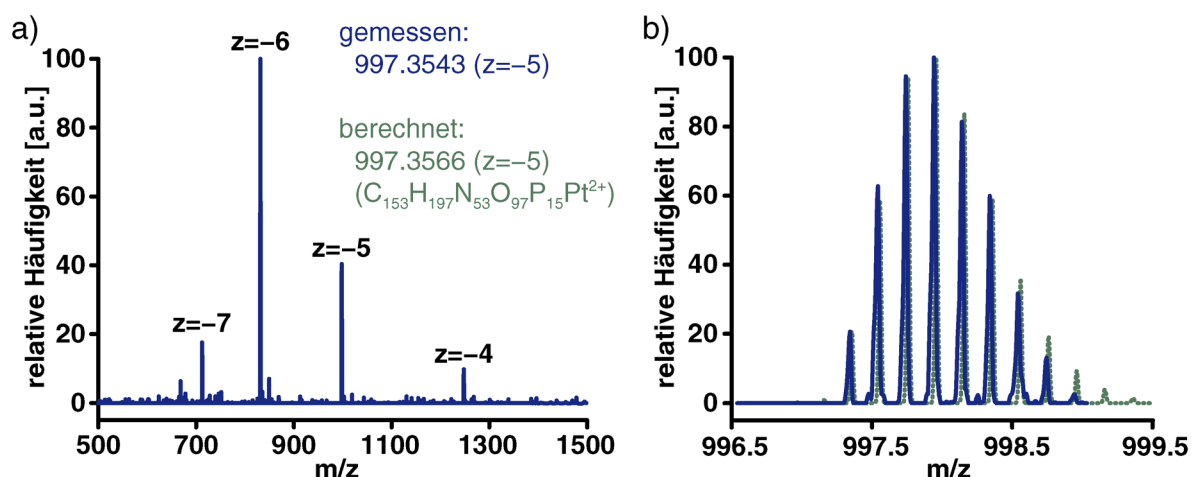 a)
z=−6
gemessen:
997.3543 (z=−5)
berechnet:
997.3566 (z=−5)
(C₁₅₃H₁₉₇N₅₃O₉₇P₁₅Pt²⁺)
z=−5
z=−7
z=−4
relative Häufigkeit [a.u.]
100
80
60
40
20
0
500 700 900 1100 1300 1500
m/z
b)
relative Häufigkeit [a.u.]
100
80
60
40
20
0
996.5 997.5 998.5 999.5
m/z